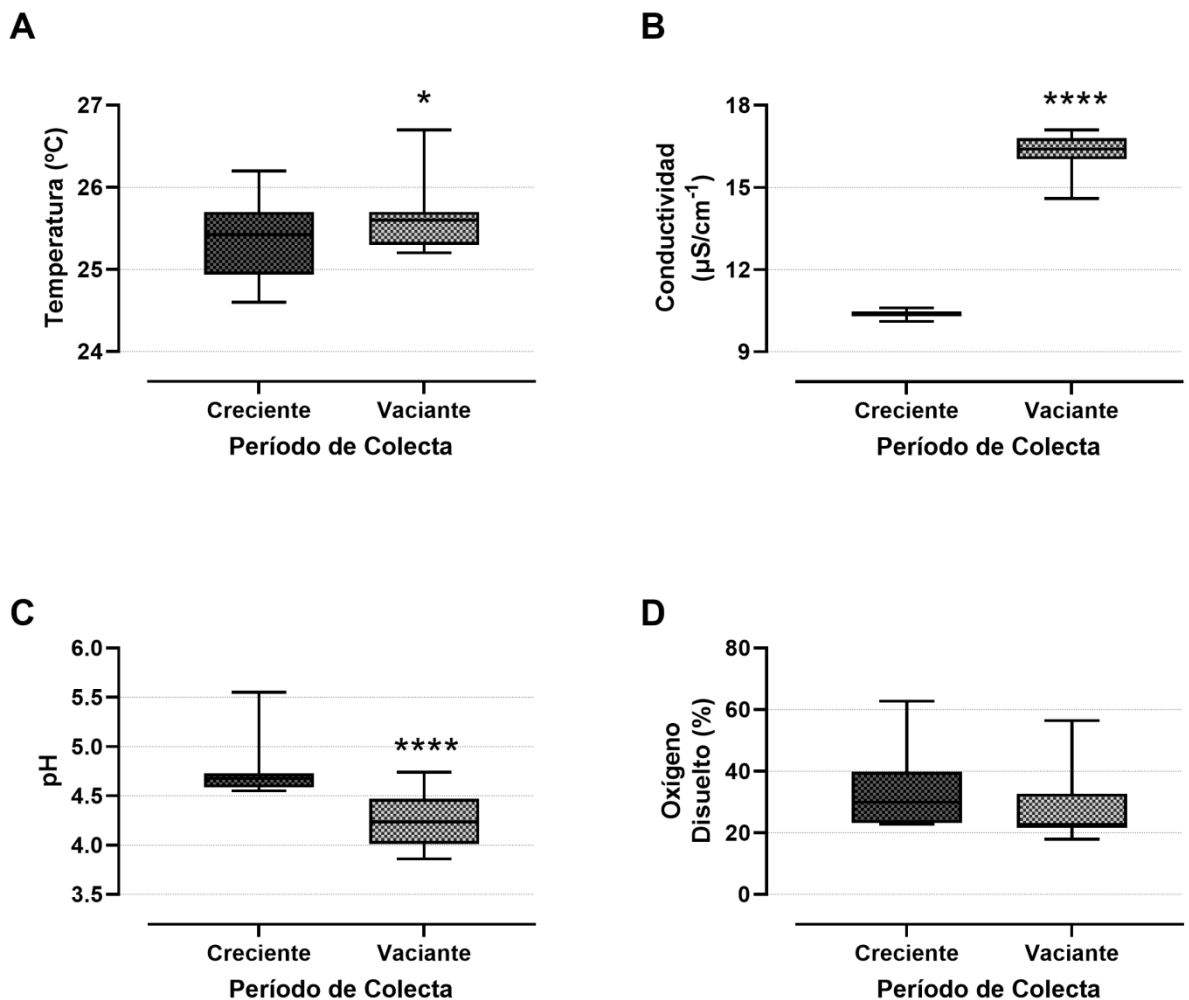 A
Temperatura (ºC)
27
26
25
24
*
Creciente
Vaciante
Período de Colecta
B
Conductividad
(µS/cm⁻¹)
18
15
12
9
****
Creciente
Vaciante
Período de Colecta
C
pH
6.0
5.5
5.0
4.5
4.0
3.5
****
Creciente
Vaciante
Período de Colecta
D
Oxígeno
Disuelto (%)
80
60
40
20
0
Creciente
Vaciante
Período de Colecta